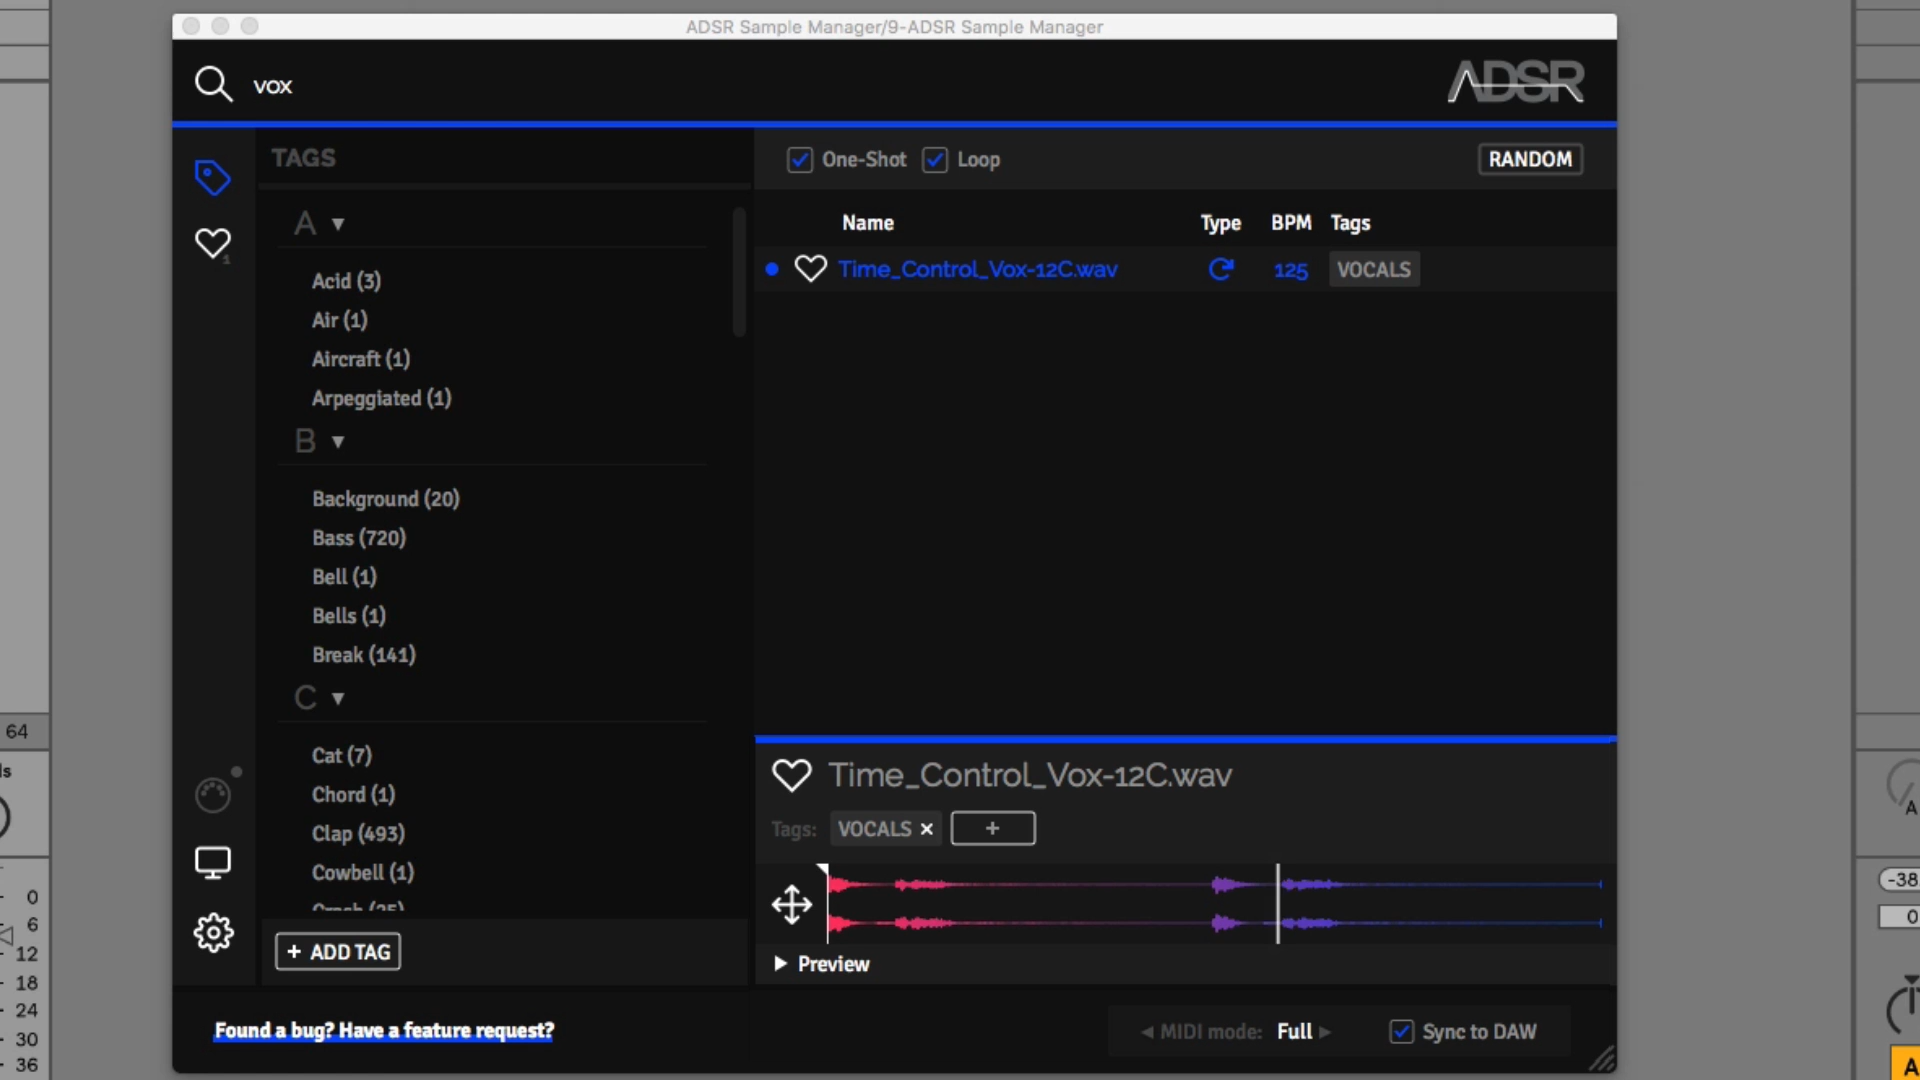 ADSR Sample Manager/9-ADSR Sample Manager
vox
ADSR
TAGS
One-Shot Loop
RANDOM
A
Name Type BPM Tags
1
Time_Control_Vox-12C.wav 125 VOCALS
Acid (3)
Air (1)
Aircraft (1)
Arpeggiated (1)
B
Background (20)
Bass (720)
Bell (1)
Bells (1)
Break (141)
C
Cat (7)
Chord (1)
Clap (493)
Cowbell (1)
Time_Control_Vox-12C.wav
Tags: VOCALS × +
+ ADD TAG
Preview
Found a bug? Have a feature request?
MIDI mode: Full
Sync to DAW
64
0
6
12
18
24
30
36
A
-38
0
A